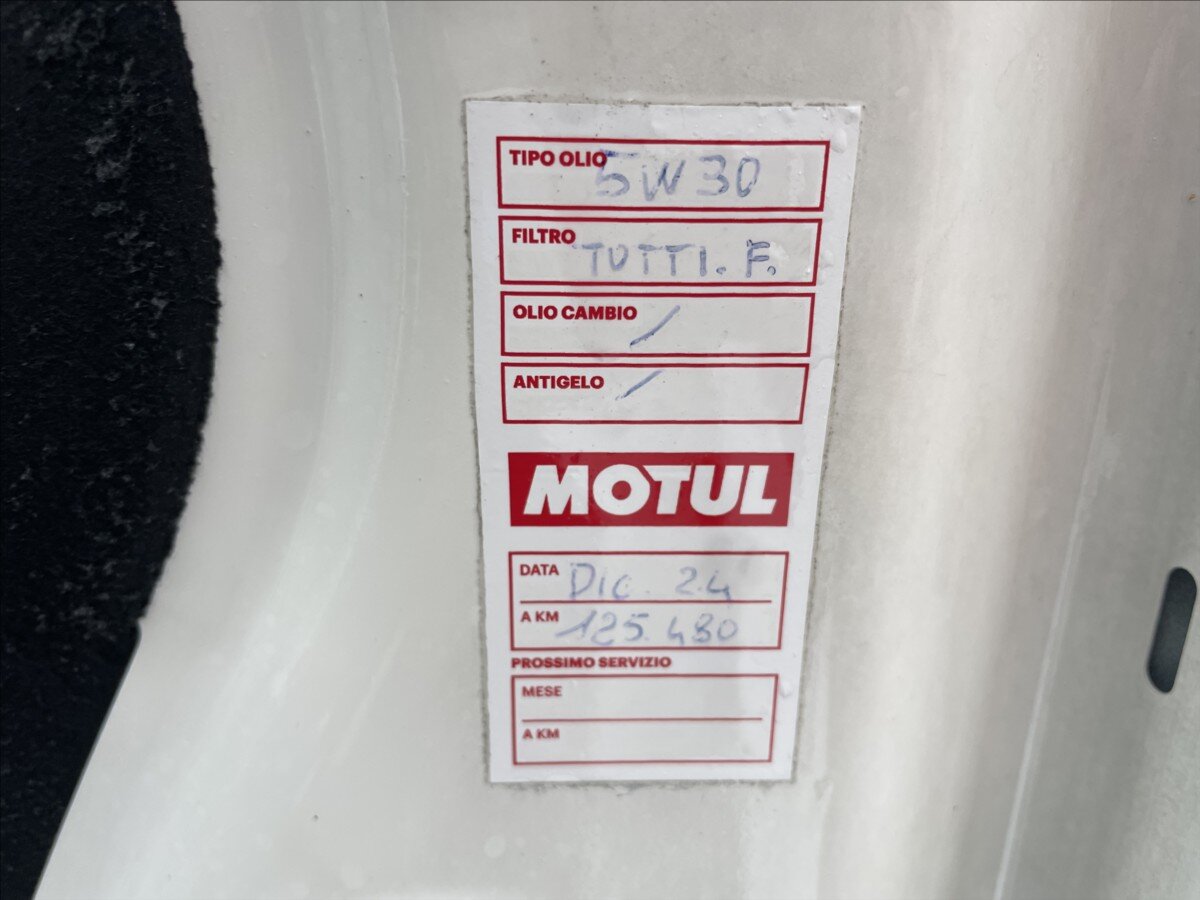 TIPO OLIO 5W30
FILTRO TUTTI. F.
OLIO CAMBIO /
ANTIGELO /
MOTUL
DATA DIC. 24
A KM 125.480
PROSSIMO SERVIZIO
MESE
A KM